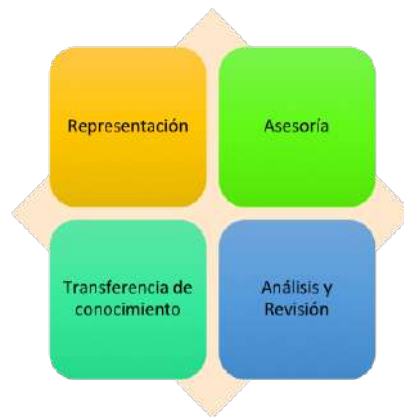 Representación
Asesoría
Transferencia de
conocimiento
Análisis y
Revisión